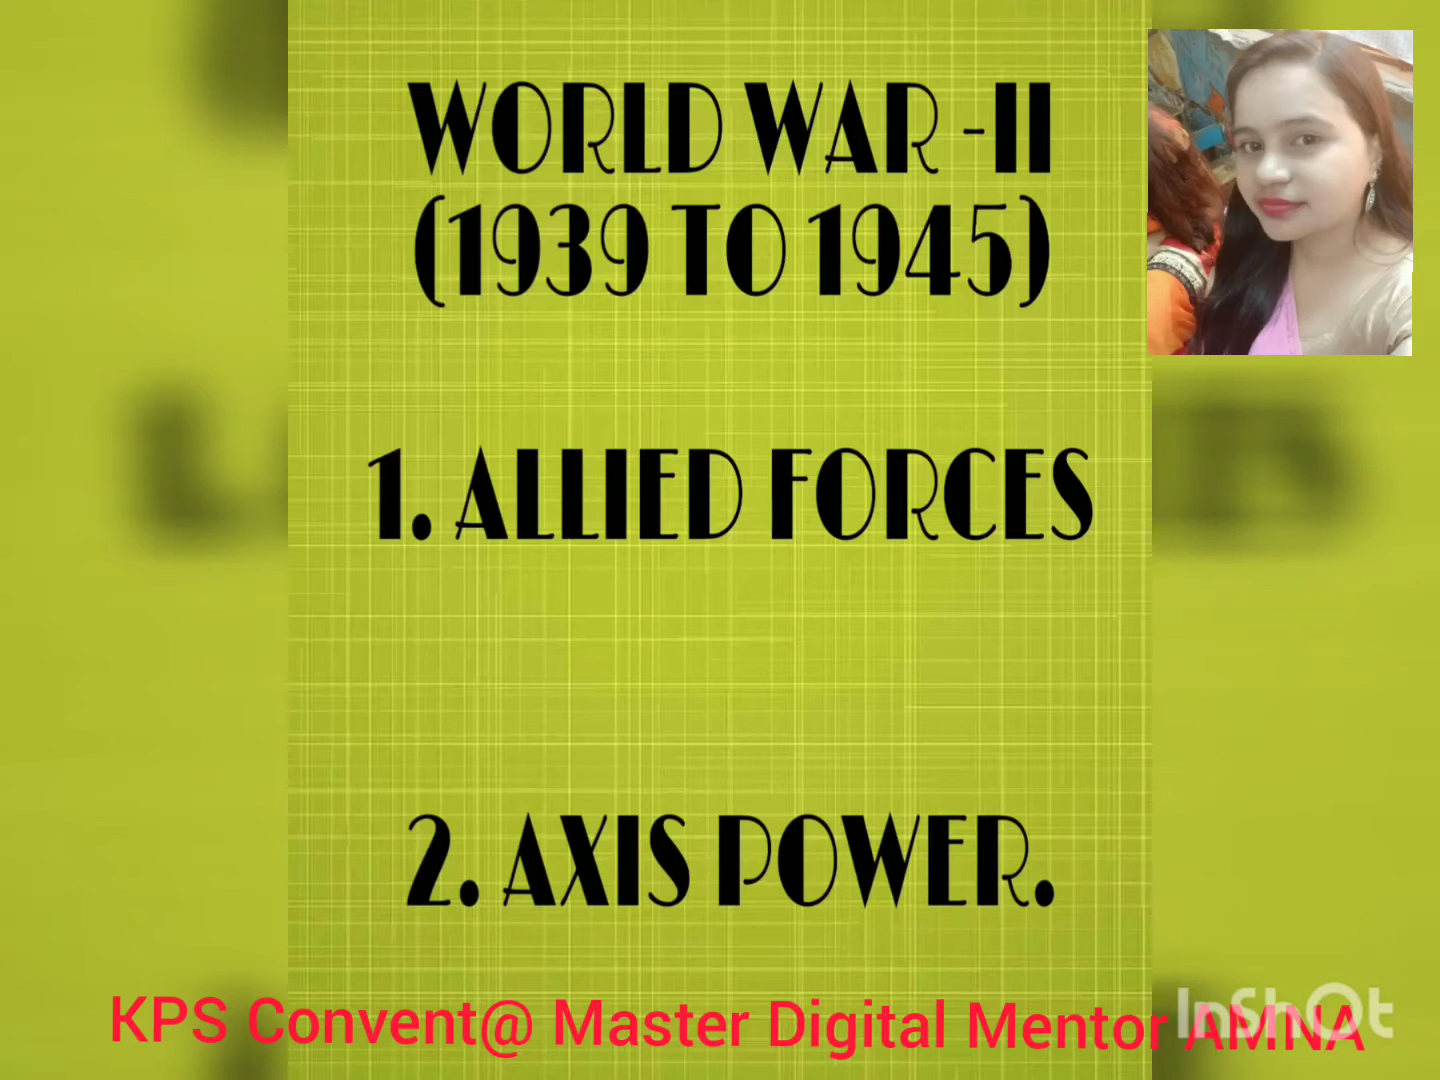 WORLD WAR -II
(1939 TO 1945)
1. ALLIED FORCES
2. AXIS POWER.
KPS Convent@ Master Digital Mentor AMNA
InShOt